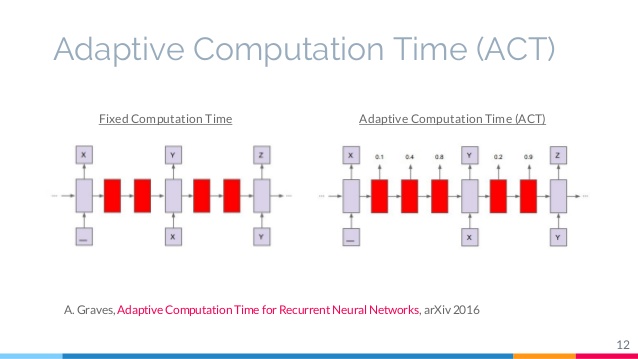 Adaptive Computation Time (ACT)
Fixed Computation Time
Adaptive Computation Time (ACT)
X Y Z
X 0.1 0.4 0.8 Y 0.2 0.9 Z
... ...
... ...
_ X Y
_ X Y
A. Graves, Adaptive Computation Time for Recurrent Neural Networks, arXiv 2016
12